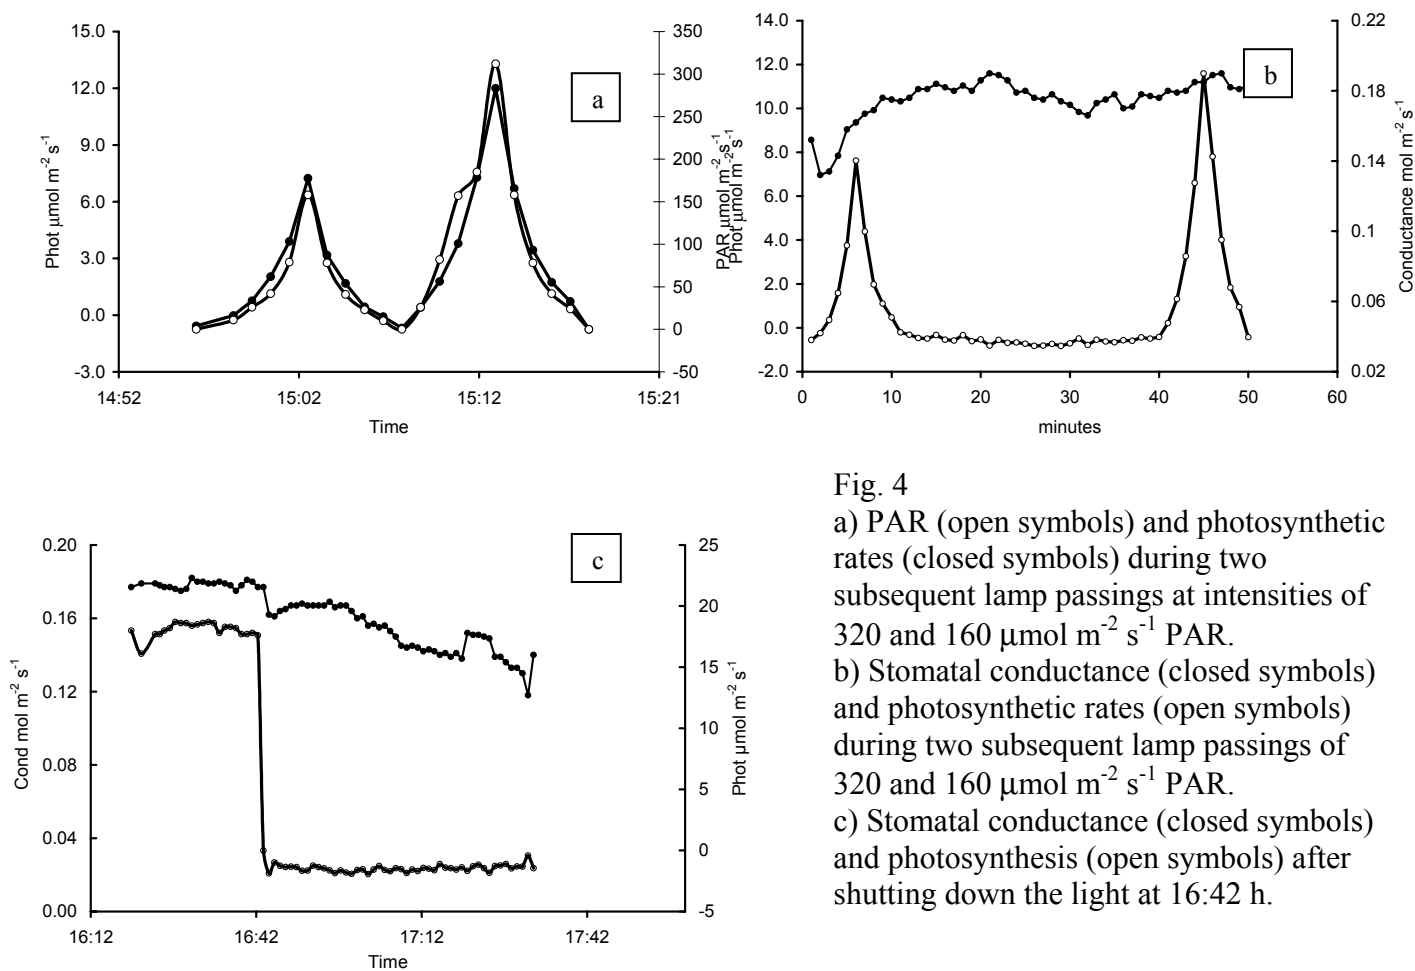 15.0
12.0
9.0
6.0
3.0
0.0
-3.0
Phot μmol m⁻² s⁻¹
350
300
250
200
150
100
50
0
-50
PAR μmol m⁻² s⁻¹
a
14:52 15:02 15:12 15:21
Time
14.0
12.0
10.0
8.0
6.0
4.0
2.0
0.0
-2.0
Phot μmol m⁻² s⁻¹
0.22
0.18
0.14
0.1
0.06
0.02
Conductance mol m⁻² s⁻¹
b
0 10 20 30 40 50 60
minutes
0.20
0.16
0.12
0.08
0.04
0.00
Cond mol m⁻² s⁻¹
25
20
15
10
5
0
-5
Phot μmol m⁻² s⁻¹
c
16:12 16:42 17:12 17:42
Time
Fig. 4
a) PAR (open symbols) and photosynthetic
rates (closed symbols) during two
subsequent lamp passings at intensities of
320 and 160 μmol m⁻² s⁻¹ PAR.
b) Stomatal conductance (closed symbols)
and photosynthetic rates (open symbols)
during two subsequent lamp passings of
320 and 160 μmol m⁻² s⁻¹ PAR.
c) Stomatal conductance (closed symbols)
and photosynthesis (open symbols) after
shutting down the light at 16:42 h.